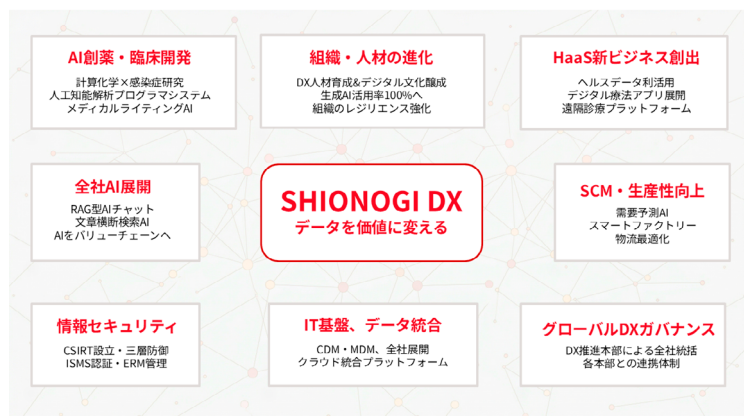 AI創薬・臨床開発
計算化学×感染症研究
人工知能解析プログラマシステム
メディカルライティングAI
組織・人材の進化
DX人材育成&デジタル文化醸成
生成AI活用率100%へ
組織のレジリエンス強化
HaaS新ビジネス創出
ヘルスデータ利活用
デジタル療法アプリ展開
遠隔診療プラットフォーム
全社AI展開
RAG型AIチャット
文章横断検索AI
AIをバリューチェーンへ
SHIONOGI DX
データを価値に変える
SCM・生産性向上
需要予測AI
スマートファクトリー
物流最適化
情報セキュリティ
CSIRT設立・三層防御
ISMS認証・ERM管理
IT基盤、データ統合
CDM・MDM、全社展開
クラウド統合プラットフォーム
グローバルDXガバナンス
DX推進本部による全社統括
各本部との連携体制